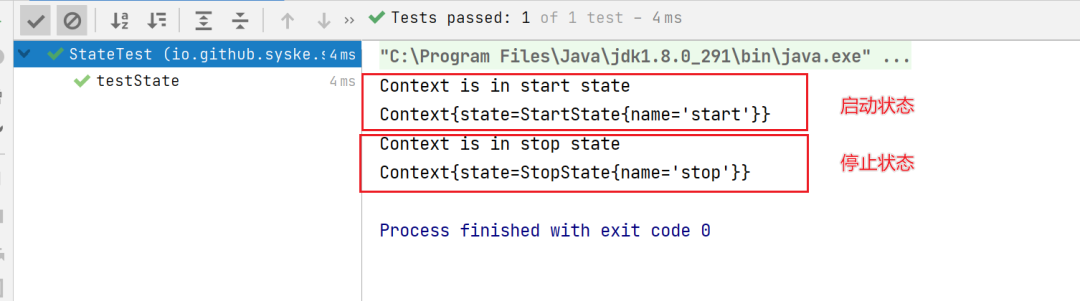 Tests passed: 1 of 1 test – 4 ms
StateTest (io.github.syske.s 4 ms
testState 4 ms
"C:\Program Files\Java\jdk1.8.0_291\bin\java.exe" ...
Context is in start state
Context{state=StartState{name='start'}}
启动状态
Context is in stop state
Context{state=StopState{name='stop'}}
停止状态
Process finished with exit code 0